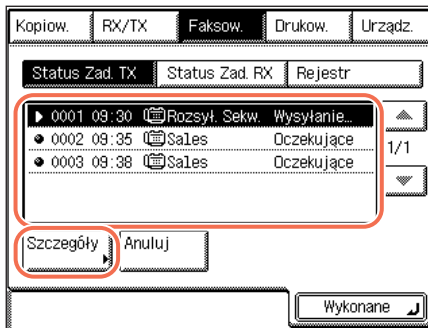 Kopiow. RX/TX Faksow. Drukow. Urządz.
Status Zad. TX Status Zad. RX Rejestr
0001 09:30 Rozsył. Sekw. Wysyłanie…
0002 09:35 Sales Oczekujące
0003 09:38 Sales Oczekujące
1/1
Szczegóły Anuluj
Wykonane